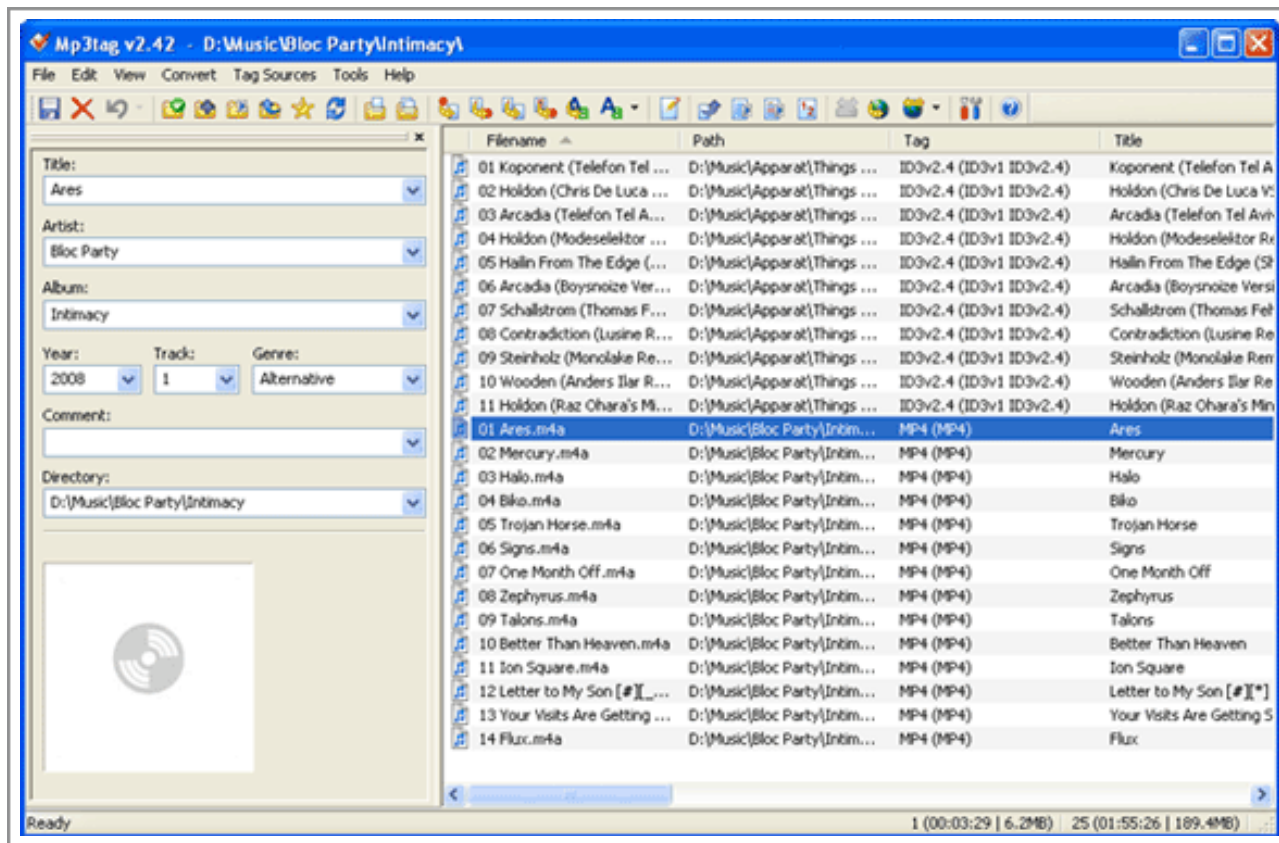 Mp3tag v2.42 - D:\Music\Bloc Party\Intimacy\
File Edit View Convert Tag Sources Tools Help
Title:
Ares
Artist:
Bloc Party
Album:
Intimacy
Year: Track: Genre:
2008 1 Alternative
Comment:
Directory:
D:\Music\Bloc Party\Intimacy
Filename Path Tag Title
01 Koponent (Telefon Tel ... D:\Music\Apparat\Things ... ID3v2.4 (ID3v1 ID3v2.4) Koponent (Telefon Tel A
02 Holdon (Chris De Luca ... D:\Music\Apparat\Things ... ID3v2.4 (ID3v1 ID3v2.4) Holdon (Chris De Luca V
03 Arcadia (Telefon Tel A... D:\Music\Apparat\Things ... ID3v2.4 (ID3v1 ID3v2.4) Arcadia (Telefon Tel Avi
04 Holdon (Modeselektor ... D:\Music\Apparat\Things ... ID3v2.4 (ID3v1 ID3v2.4) Holdon (Modeselektor Re
05 Hailin From The Edge (... D:\Music\Apparat\Things ... ID3v2.4 (ID3v1 ID3v2.4) Hailin From The Edge (Sh
06 Arcadia (Boysnoize Ver... D:\Music\Apparat\Things ... ID3v2.4 (ID3v1 ID3v2.4) Arcadia (Boysnoize Versi
07 Schallstrom (Thomas F... D:\Music\Apparat\Things ... ID3v2.4 (ID3v1 ID3v2.4) Schallstrom (Thomas Feh
08 Contradiction (Lusine R... D:\Music\Apparat\Things ... ID3v2.4 (ID3v1 ID3v2.4) Contradiction (Lusine Re
09 Steinholz (Monolake Re... D:\Music\Apparat\Things ... ID3v2.4 (ID3v1 ID3v2.4) Steinholz (Monolake Rem
10 Wooden (Anders Ilar R... D:\Music\Apparat\Things ... ID3v2.4 (ID3v1 ID3v2.4) Wooden (Anders Ilar Re
11 Holdon (Raz Ohara's Mi... D:\Music\Apparat\Things ... ID3v2.4 (ID3v1 ID3v2.4) Holdon (Raz Ohara's Min
01 Ares.m4a D:\Music\Bloc Party\Intim... MP4 (MP4) Ares
02 Mercury.m4a D:\Music\Bloc Party\Intim... MP4 (MP4) Mercury
03 Halo.m4a D:\Music\Bloc Party\Intim... MP4 (MP4) Halo
04 Biko.m4a D:\Music\Bloc Party\Intim... MP4 (MP4) Biko
05 Trojan Horse.m4a D:\Music\Bloc Party\Intim... MP4 (MP4) Trojan Horse
06 Signs.m4a D:\Music\Bloc Party\Intim... MP4 (MP4) Signs
07 One Month Off.m4a D:\Music\Bloc Party\Intim... MP4 (MP4) One Month Off
08 Zephyrus.m4a D:\Music\Bloc Party\Intim... MP4 (MP4) Zephyrus
09 Talons.m4a D:\Music\Bloc Party\Intim... MP4 (MP4) Talons
10 Better Than Heaven.m4a D:\Music\Bloc Party\Intim... MP4 (MP4) Better Than Heaven
11 Ion Square.m4a D:\Music\Bloc Party\Intim... MP4 (MP4) Ion Square
12 Letter to My Son [#][_... D:\Music\Bloc Party\Intim... MP4 (MP4) Letter to My Son [#][*]
13 Your Visits Are Getting ... D:\Music\Bloc Party\Intim... MP4 (MP4) Your Visits Are Getting S
14 Flux.m4a D:\Music\Bloc Party\Intim... MP4 (MP4) Flux
Ready 1 (00:03:29 | 6.2MB) 25 (01:55:26 | 189.4MB)